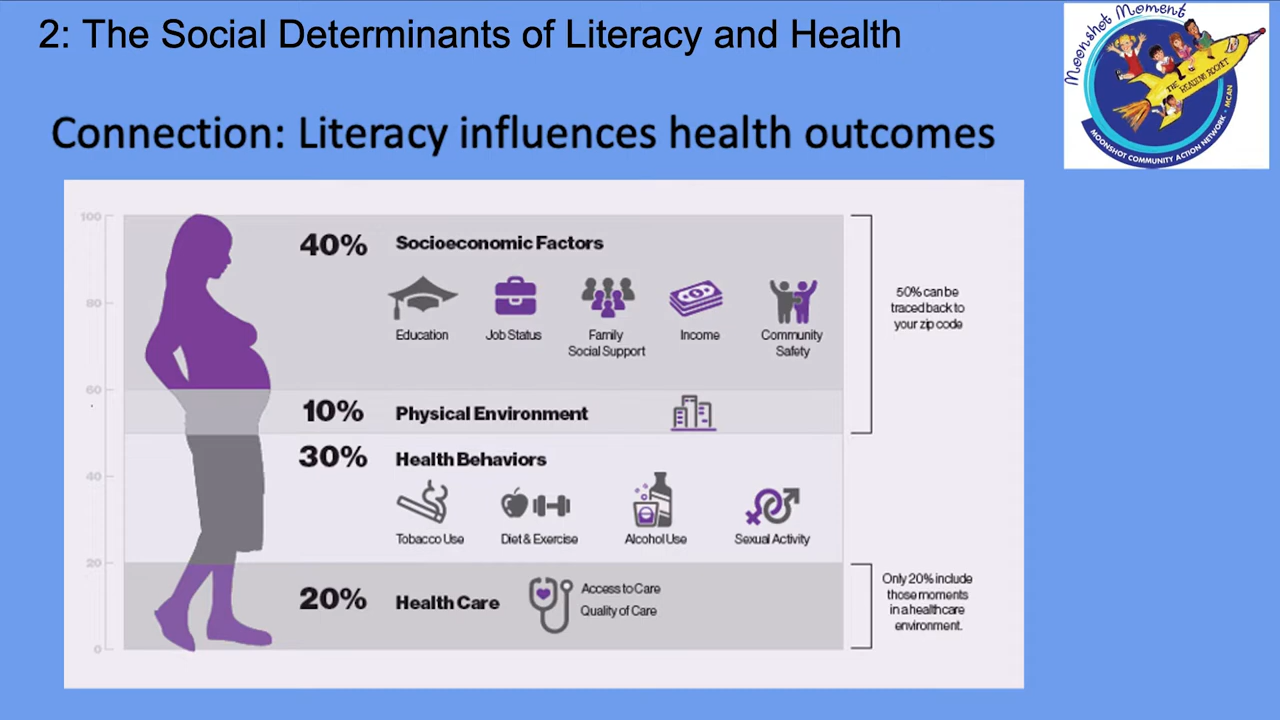 2: The Social Determinants of Literacy and Health
Moonshot Moment
THE READING ROCKET
MOONSHOT COMMUNITY ACTION NETWORK - MCAN
Connection: Literacy influences health outcomes
100
40% Socioeconomic Factors
80
Education
Job Status
Family
Social Support
Income
Community
Safety
50% can be
traced back to
your zip code
60
10% Physical Environment
30% Health Behaviors
40
Tobacco Use
Diet & Exercise
Alcohol Use
Sexual Activity
20
20% Health Care
Access to Care
Quality of Care
Only 20% include
those moments
in a healthcare
environment.
0